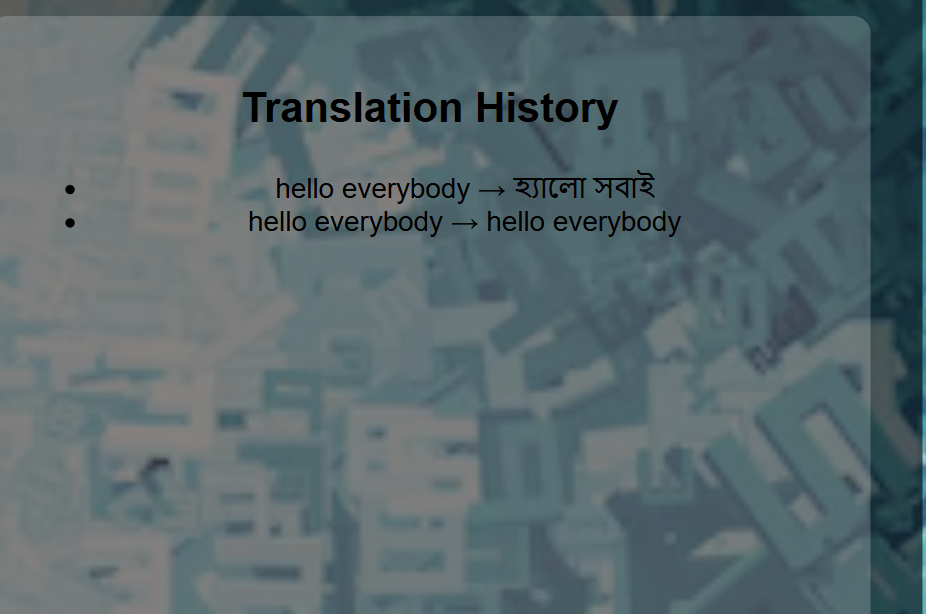 Translation History
• hello everybody → হ্যালো সবাই
• hello everybody → hello everybody